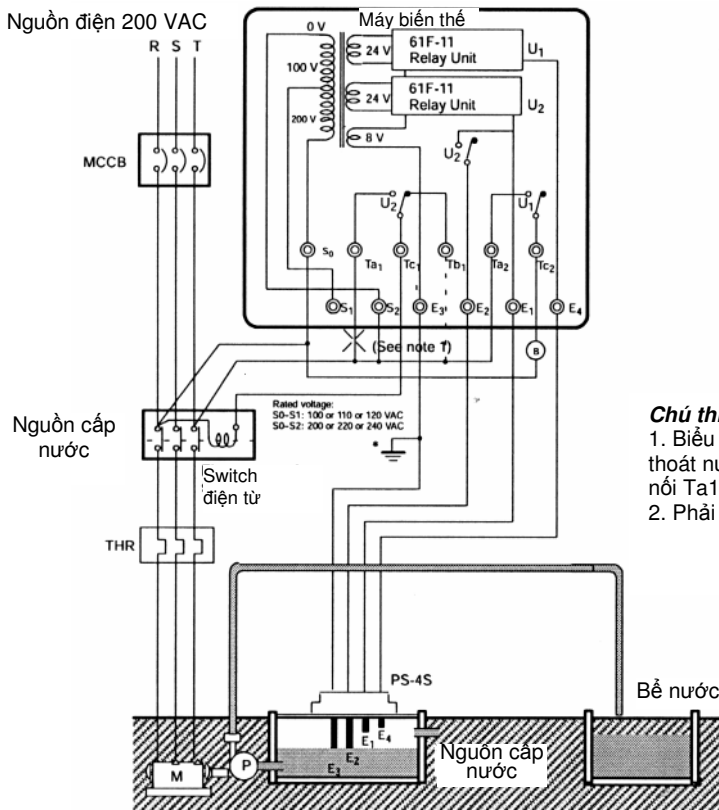 Nguồn điện 200 VAC
R S T
Máy biến thế
0 V
100 V
200 V
24 V
61F-11
Relay Unit
U1
24 V
61F-11
Relay Unit
U2
8 V
MCCB
U2
U2
U1
S0
Ta1
Tc1
Tb1
Ta2
Tc2
S1
S2
E3
E2
E1
E4
(See note 1)
B
Rated voltage:
S0–S1: 100 or 110 or 120 VAC
S0–S2: 200 or 220 or 240 VAC
Nguồn cấp
nước
Switch
điện từ
1. Biểu
thoát
nối Ta1
2. Phải
THR
PS-4S
Bể nước
E1
E4
E2
E3
Nguồn cấp
nước
M
P